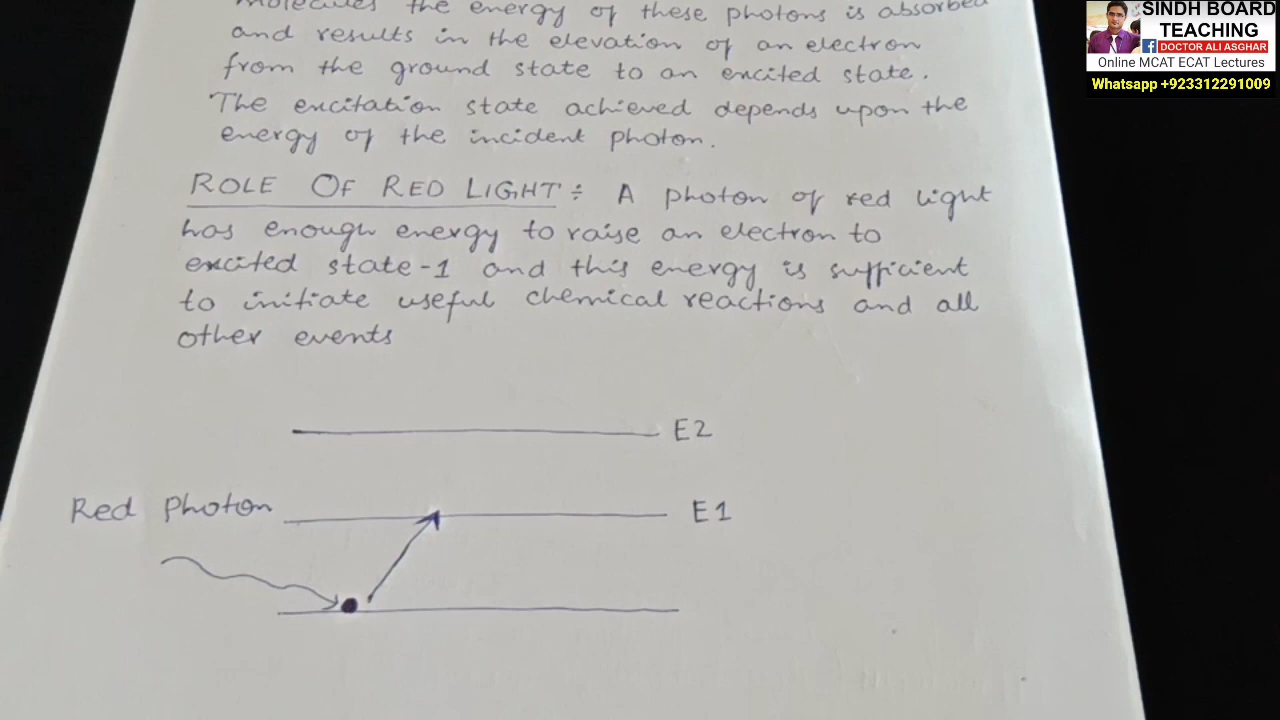 molecules the energy of these photons is absorbed
and results in the elevation of an electron
from the ground state to an excited state.
The excitation state achieved depends upon the
energy of the incident photon.
ROLE OF RED LIGHT: A photon of red light
has enough energy to raise an electron to
excited state-1 and this energy is sufficient
to initiate useful chemical reactions and all
other events
E2
Red Photon
E1
SINDH BOARD
TEACHING
DOCTOR ALI ASGHAR
Online MCAT ECAT Lectures
Whatsapp +923312291009